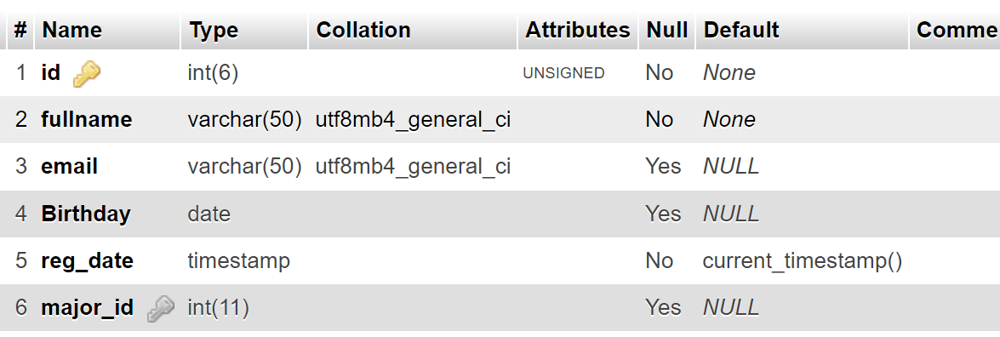 # Name Type Collation Attributes Null Default Comme
1 id int(6) UNSIGNED No None
2 fullname varchar(50) utf8mb4_general_ci No None
3 email varchar(50) utf8mb4_general_ci Yes NULL
4 Birthday date Yes NULL
5 reg_date timestamp No current_timestamp()
6 major_id int(11) Yes NULL